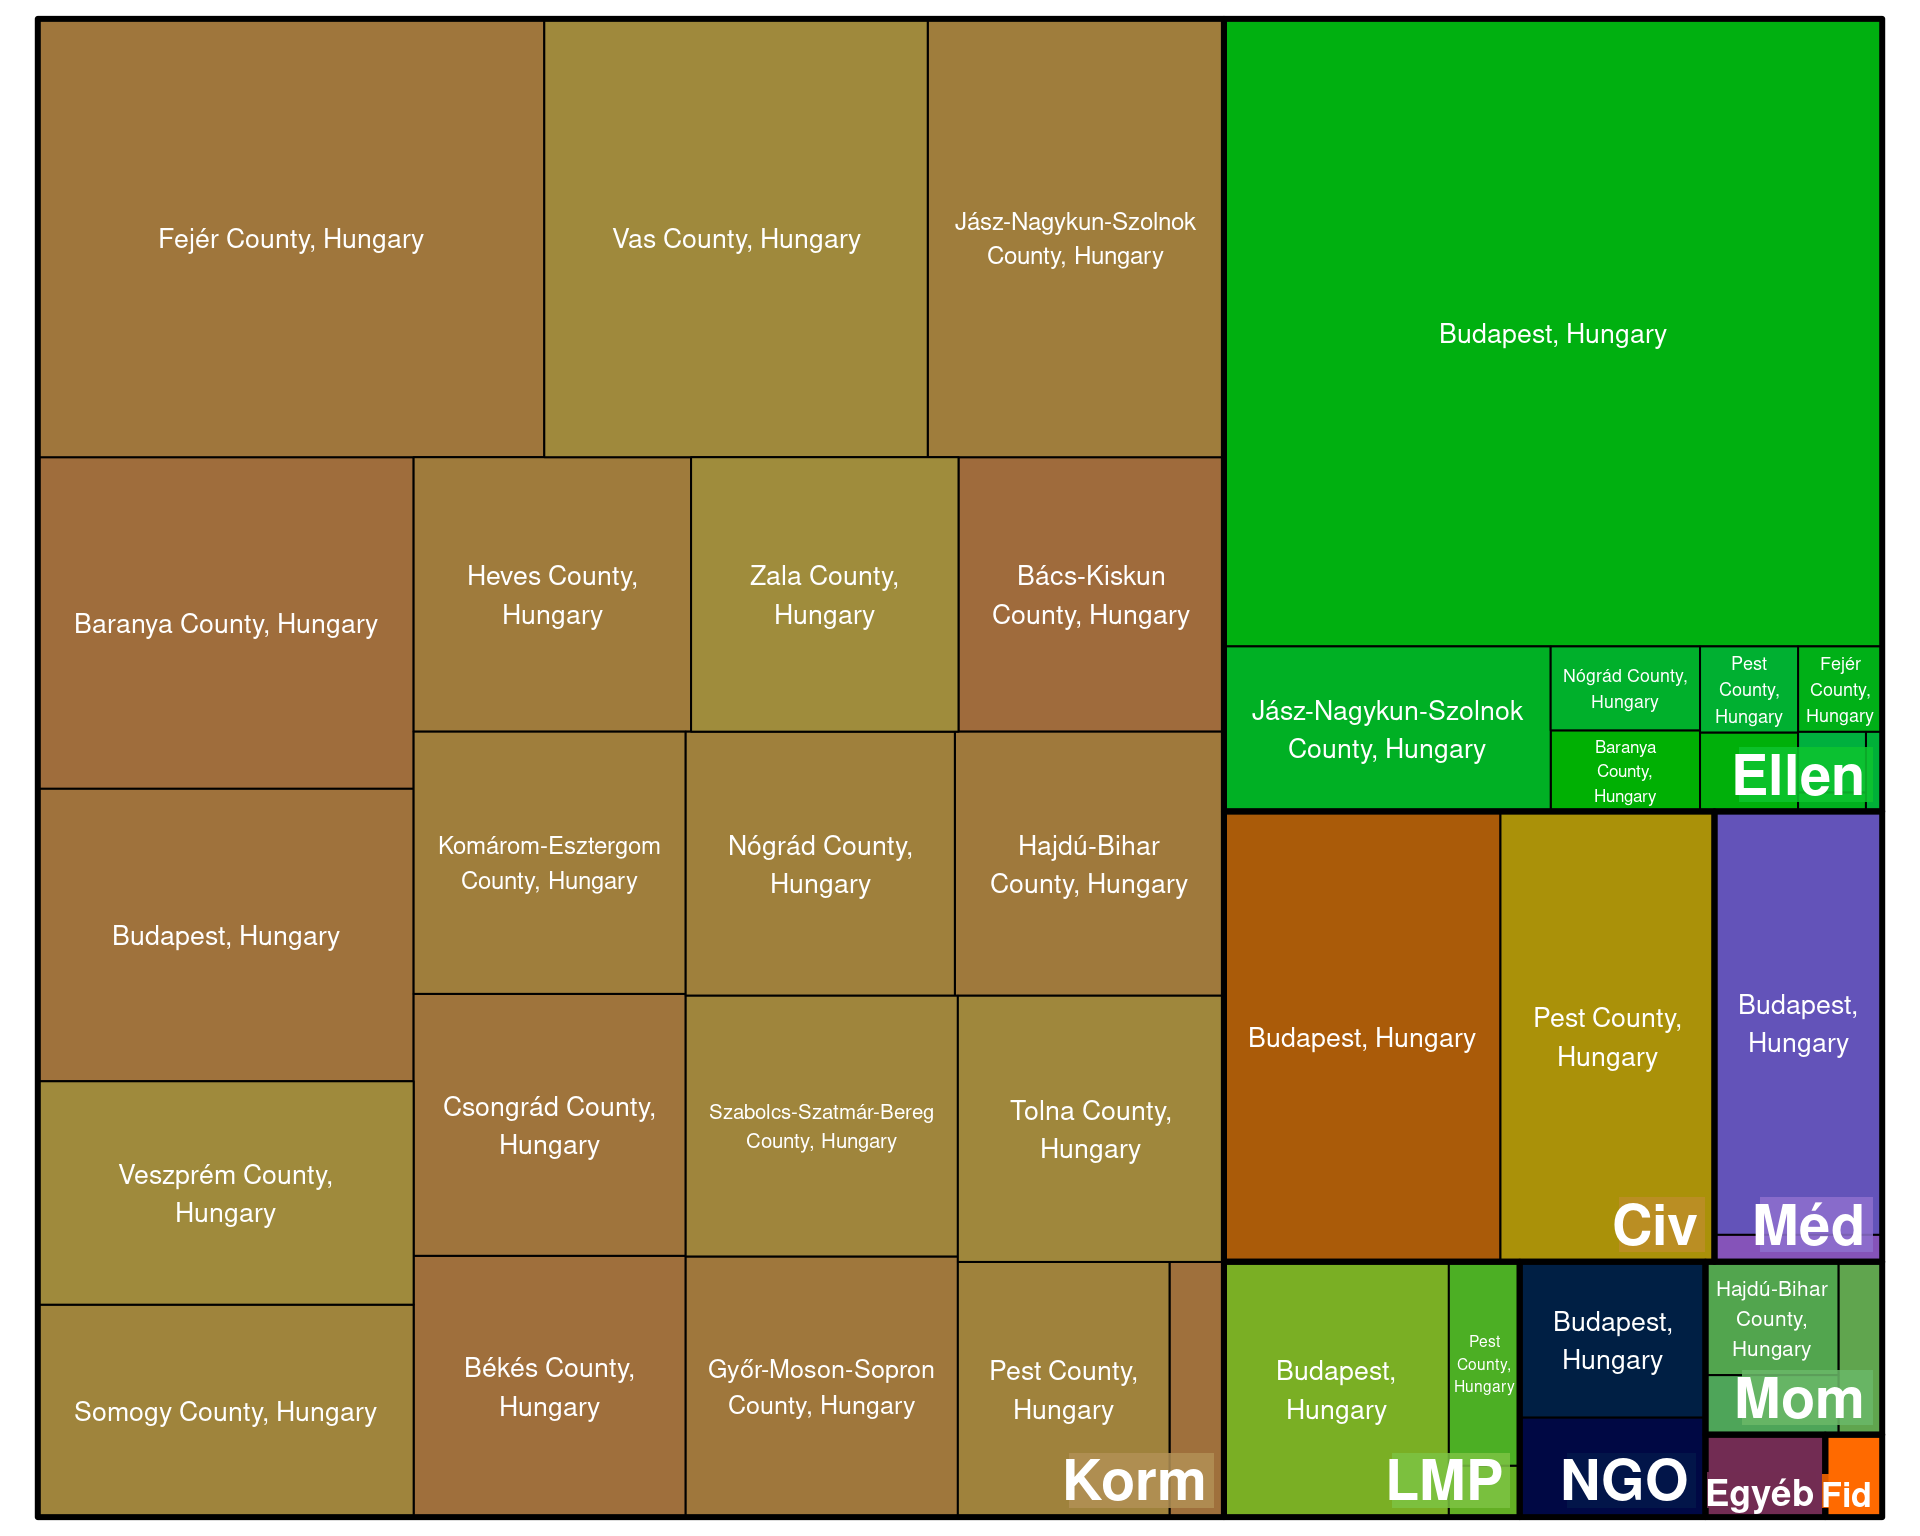 Fejér County, Hungary
Vas County, Hungary
Jász-Nagykun-Szolnok
County, Hungary
Baranya County, Hungary
Heves County,
Hungary
Zala County,
Hungary
Bács-Kiskun
County, Hungary
Budapest, Hungary
Komárom-Esztergom
County, Hungary
Nógrád County,
Hungary
Hajdú-Bihar
County, Hungary
Veszprém County,
Hungary
Csongrád County,
Hungary
Szabolcs-Szatmár-Bereg
County, Hungary
Tolna County,
Hungary
Somogy County, Hungary
Békés County,
Hungary
Győr-Moson-Sopron
County, Hungary
Pest County,
Hungary
Korm
Budapest, Hungary
Jász-Nagykun-Szolnok
County, Hungary
Nógrád County,
Hungary
Baranya
County,
Hungary
Pest
County,
Hungary
Fejér
County,
Hungary
Ellen
Budapest, Hungary
Pest County,
Hungary
Civ
Budapest,
Hungary
Méd
Budapest,
Hungary
Pest
County,
Hungary
LMP
Budapest,
Hungary
NGO
Hajdú-Bihar
County,
Hungary
Mom
Egyéb
Fid